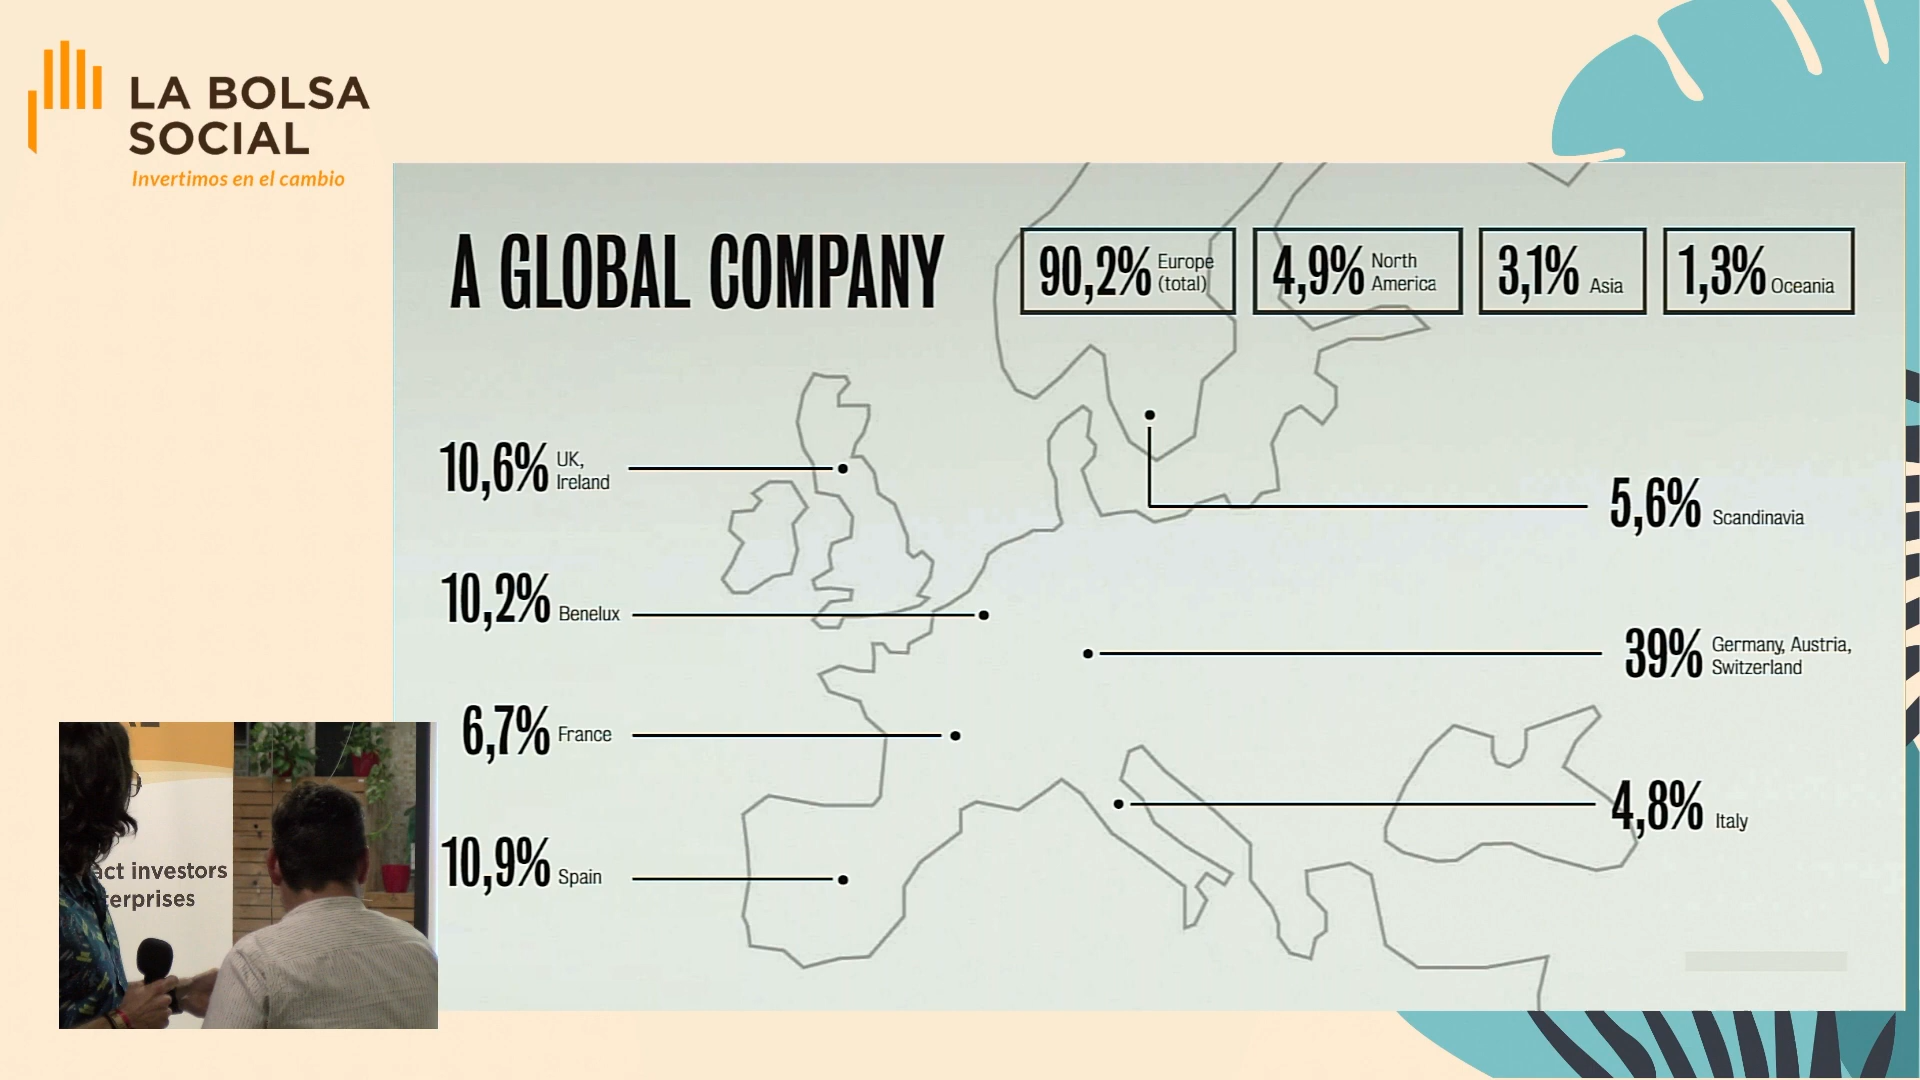 LA BOLSA
SOCIAL
Invertimos en el cambio
A GLOBAL COMPANY
90,2% Europe (total)
4,9% North America
3,1% Asia
1,3% Oceania
10,6% UK, Ireland
5,6% Scandinavia
10,2% Benelux
39% Germany, Austria, Switzerland
6,7% France
4,8% Italy
10,9% Spain
investors